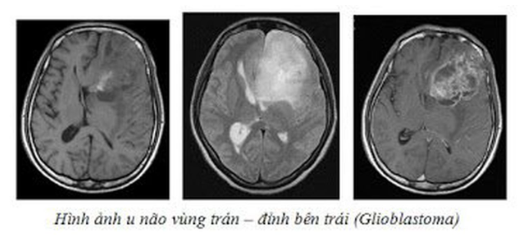 Hình ảnh u não vùng trán – đỉnh bên trái (Glioblastoma)